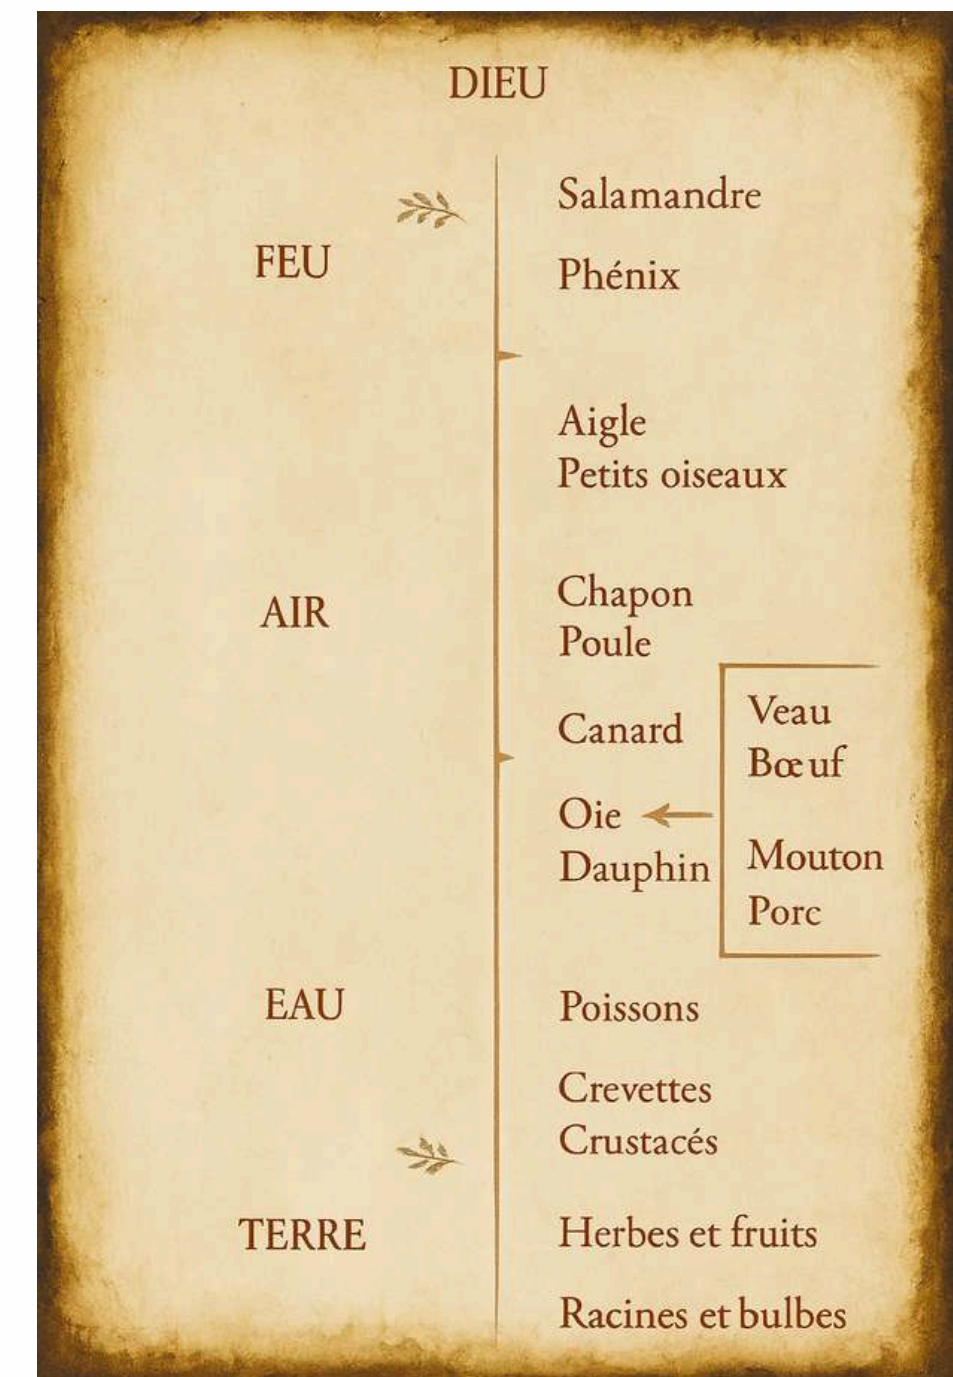 DIEU
Salamandre
FEU
Phénix
Aigle
Petits oiseaux
Chapon
AIR
Poule
Canard
Veau
Bœuf
Oie
Dauphin
Mouton
Porc
EAU
Poissons
Crevettes
Crustacés
TERRE
Herbes et fruits
Racines et bulbes